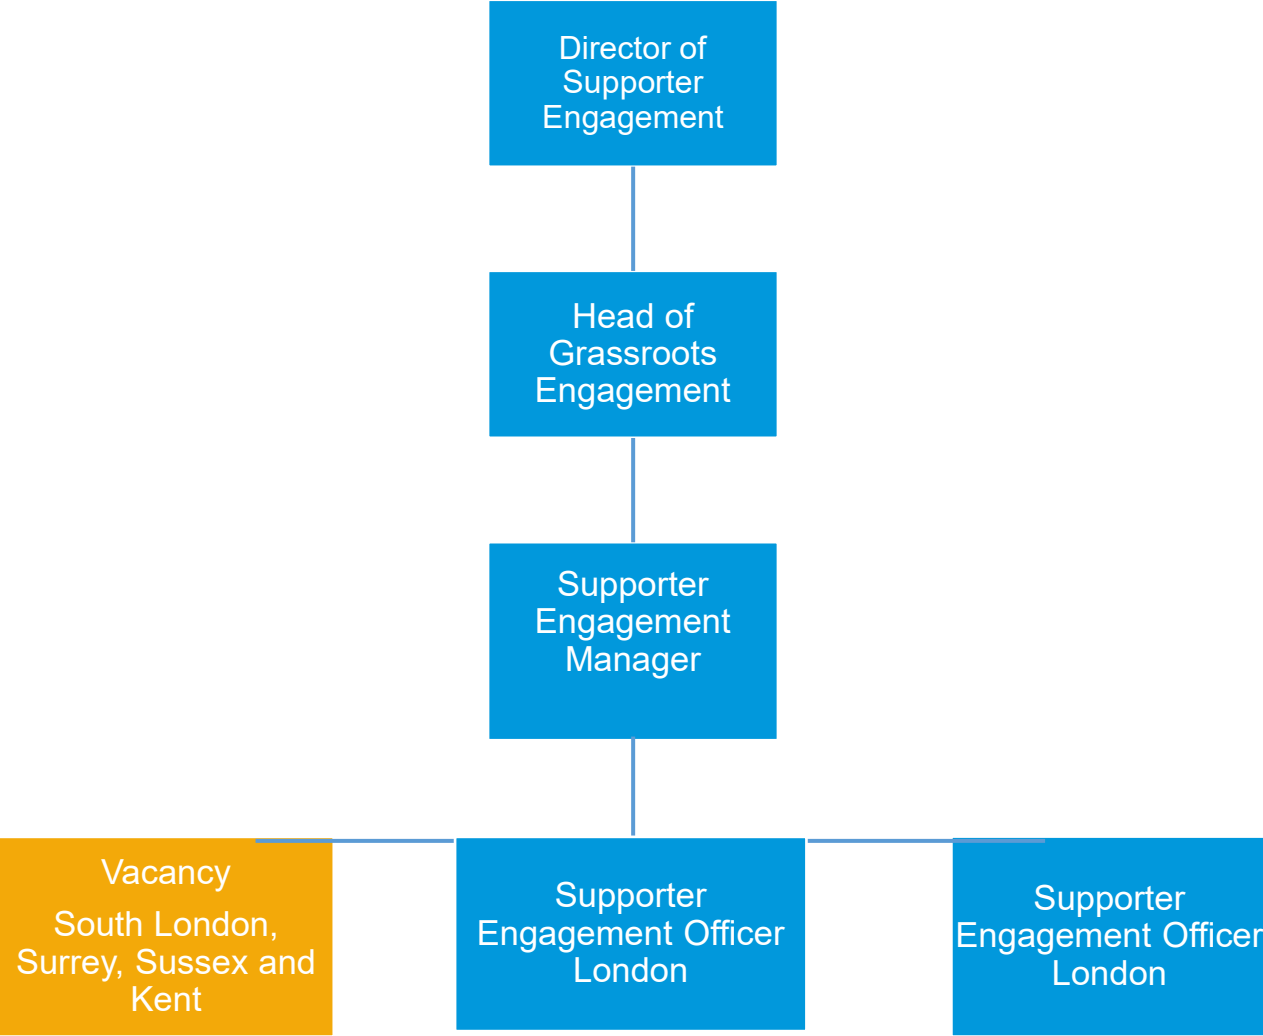 Director of
Supporter
Engagement
Head of
Grassroots
Engagement
Supporter
Engagement
Manager
Vacancy
South London,
Surrey, Sussex and
Kent
Supporter
Engagement Officer
London
Supporter
Engagement Officer
London